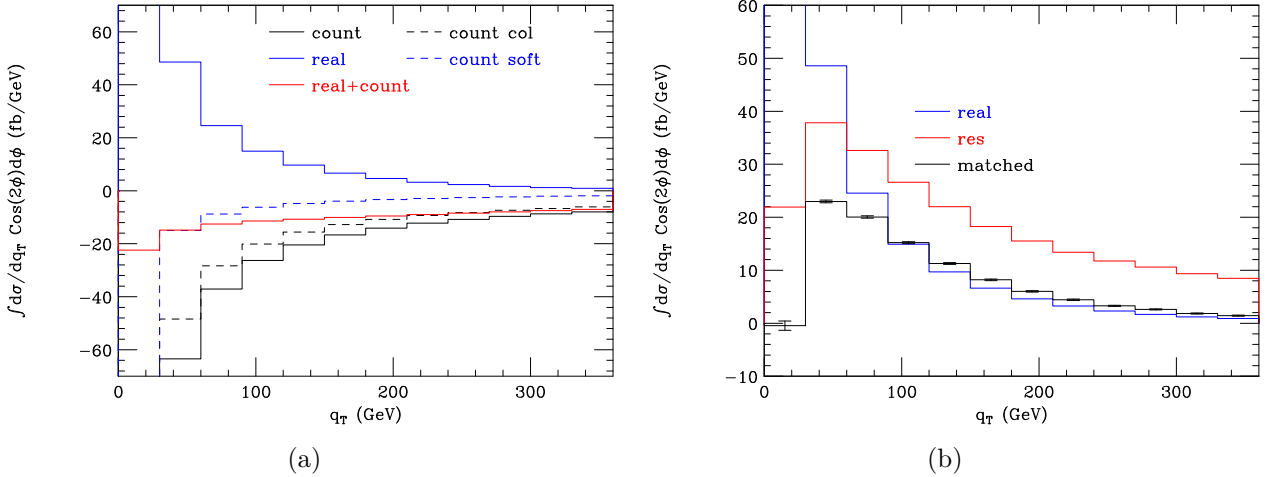 ∫dσ/dq_T Cos(2ϕ)dϕ (fb/GeV)
60
40
20
0
−20
−40
−60
count
count col
real
count soft
real+count
0
100
200
300
q_T (GeV)
(a)
∫dσ/dq_T Cos(2ϕ)dϕ (fb/GeV)
60
50
40
30
20
10
0
−10
real
res
matched
0
100
200
300
q_T (GeV)
(b)